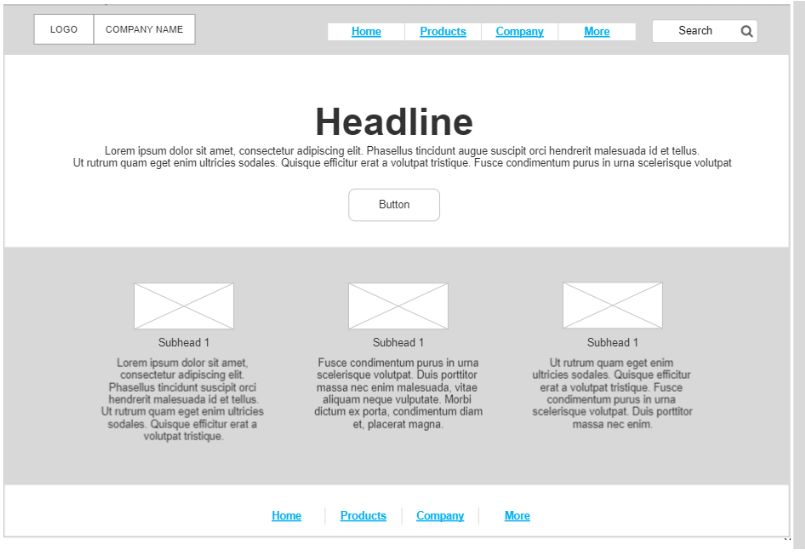 LOGO COMPANY NAME Home Products Company More Search
Headline
Lorem ipsum dolor sit amet, consectetur adipiscing elit. Phasellus tincidunt augue suscipit orci hendrerit malesuada id et tellus.
Ut rutrum quam eget enim ultricies sodales. Quisque efficitur erat a volutpat tristique. Fusce condimentum purus in urna scelerisque volutpat
Button
Subhead 1
Lorem ipsum dolor sit amet,
consectetur adipiscing elit.
Phasellus tincidunt suscipit orci
hendrerit malesuada id et tellus.
Ut rutrum quam eget enim ultricies
sodales. Quisque efficitur erat a
volutpat tristique.
Subhead 1
Fusce condimentum purus in urna
scelerisque volutpat. Duis porttitor
massa nec enim malesuada, vitae
aliquam neque vulputate. Morbi
dictum ex porta, condimentum diam
et, placerat magna.
Subhead 1
Ut rutrum quam eget enim
ultricies sodales. Quisque efficitur
erat a volutpat tristique. Fusce
condimentum purus in urna
scelerisque volutpat. Duis porttitor
massa nec enim.
Home Products Company More